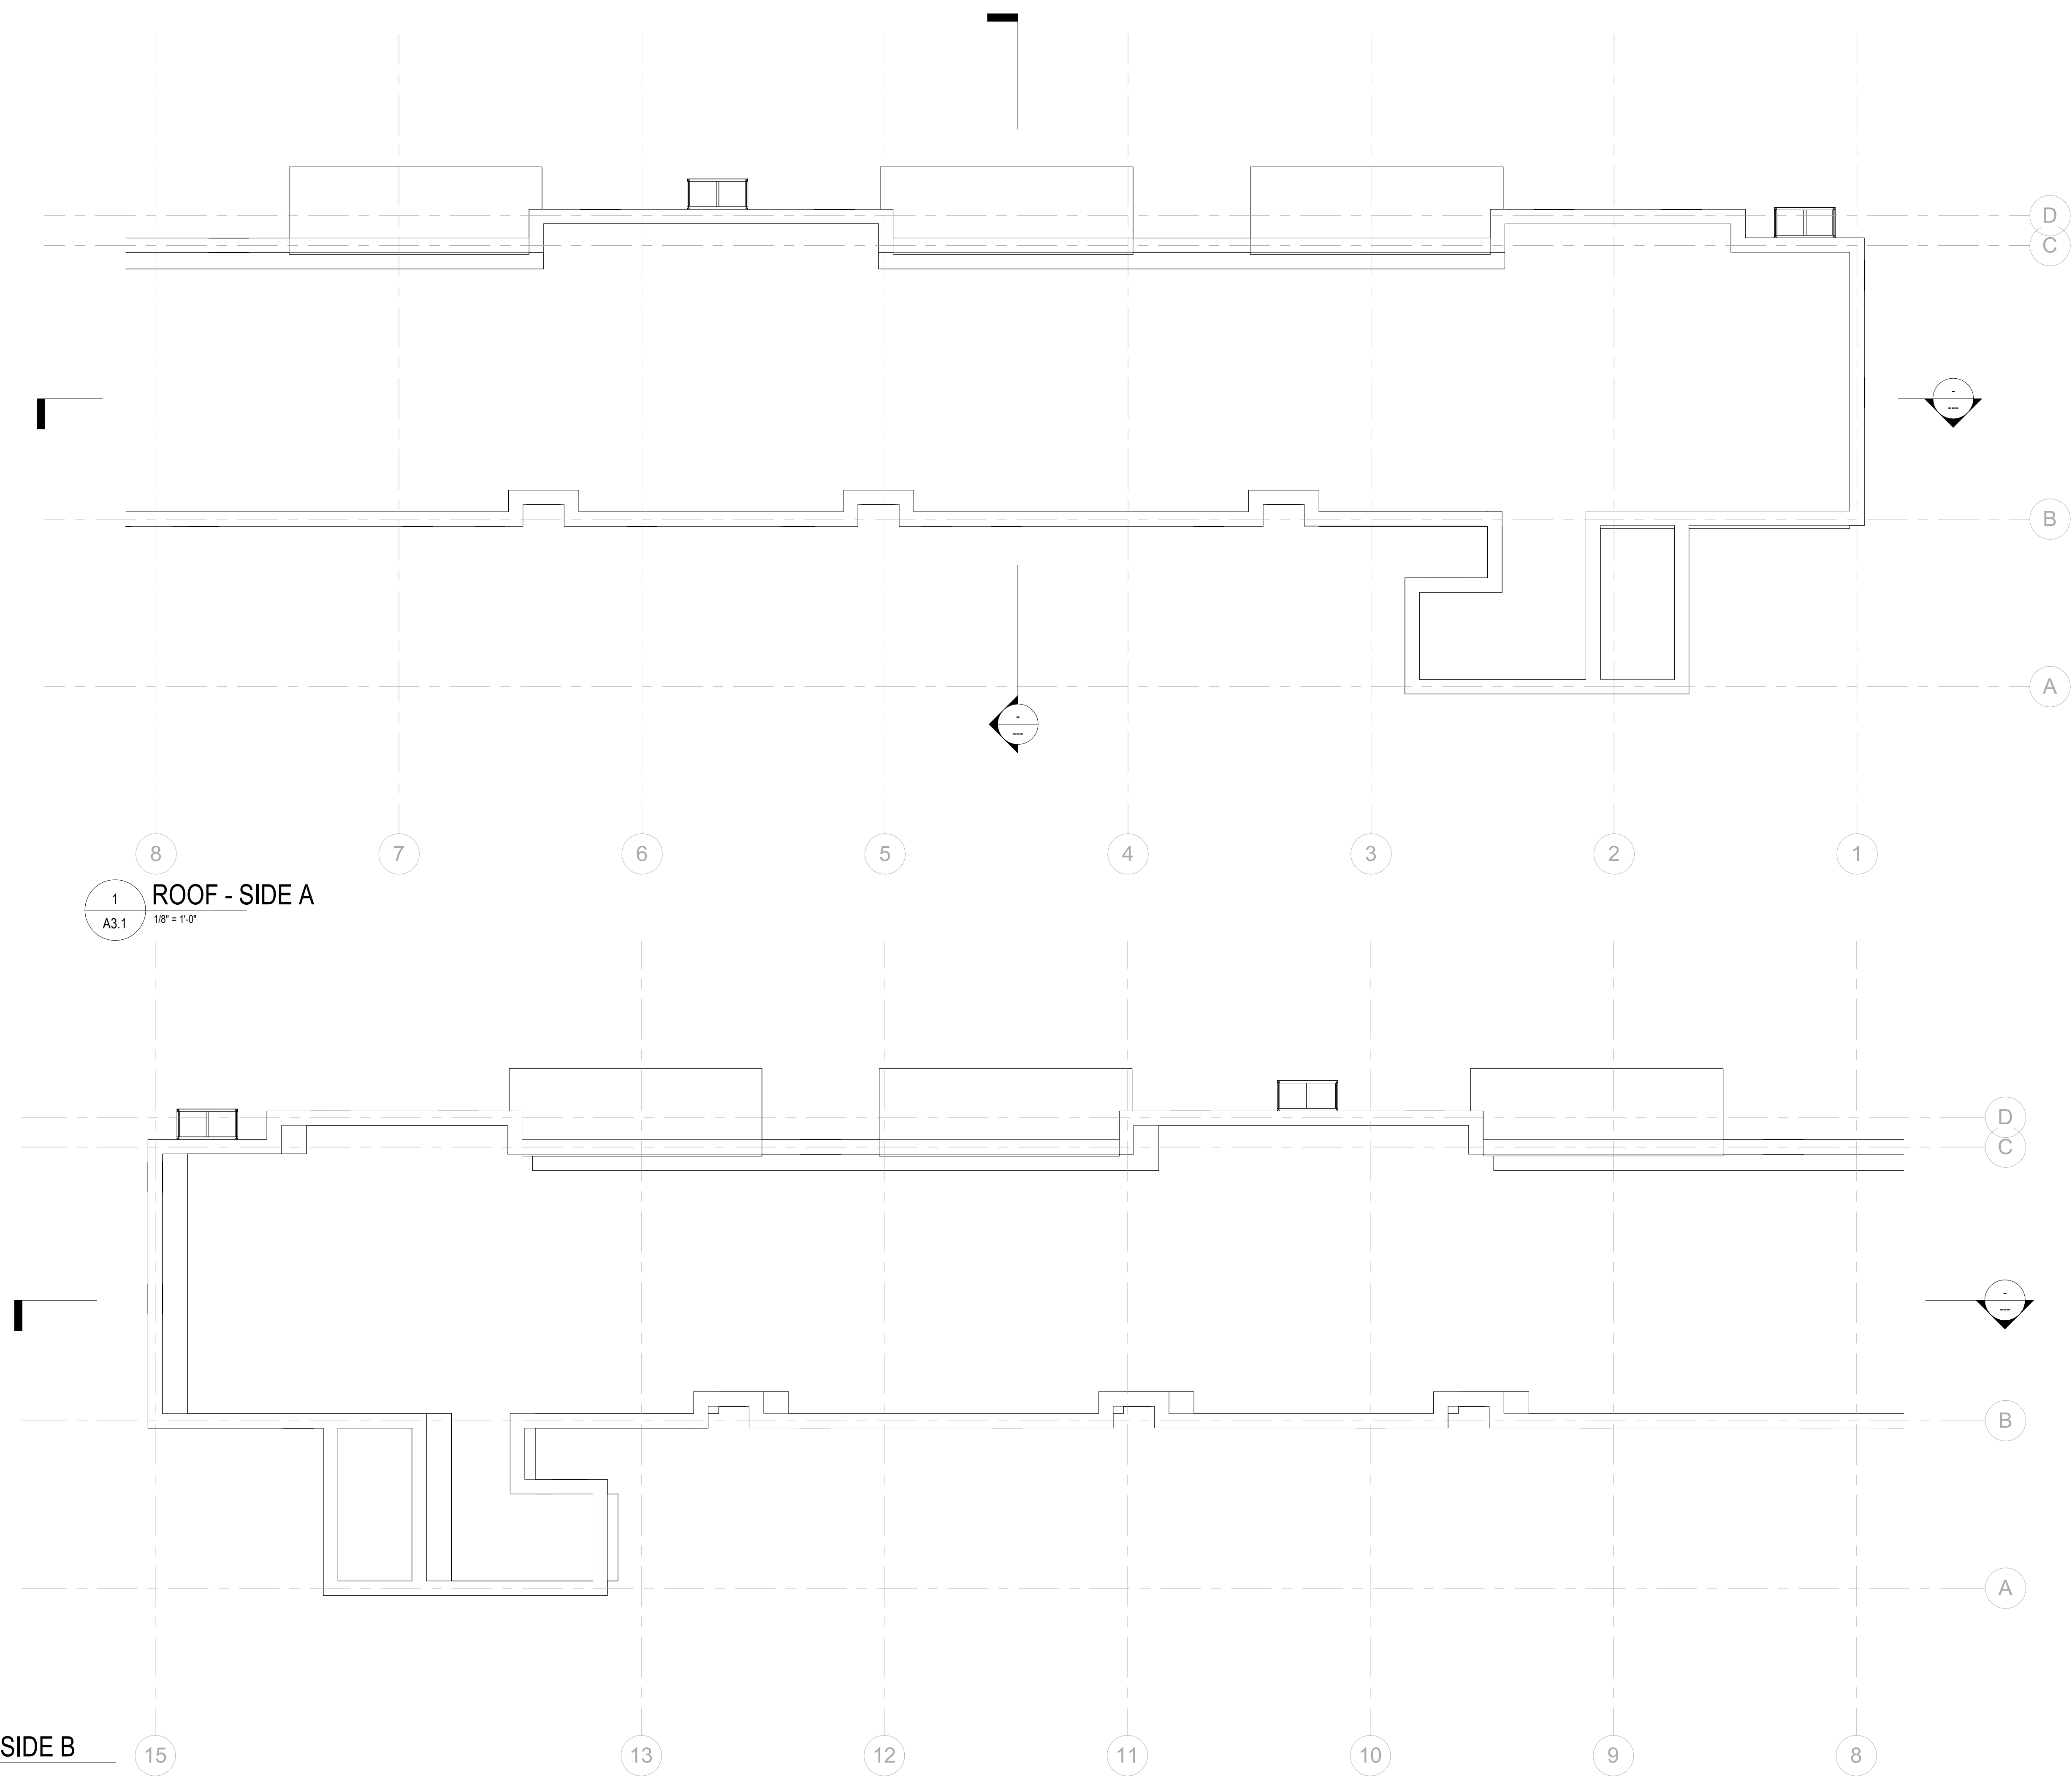 D
C
-
---
B
A
-
---
8 7 6 5 4 3 2 1
1
A3.1
ROOF - SIDE A
1/8" = 1'-0"
D
C
-
---
B
A
SIDE B
15 13 12 11 10 9 8